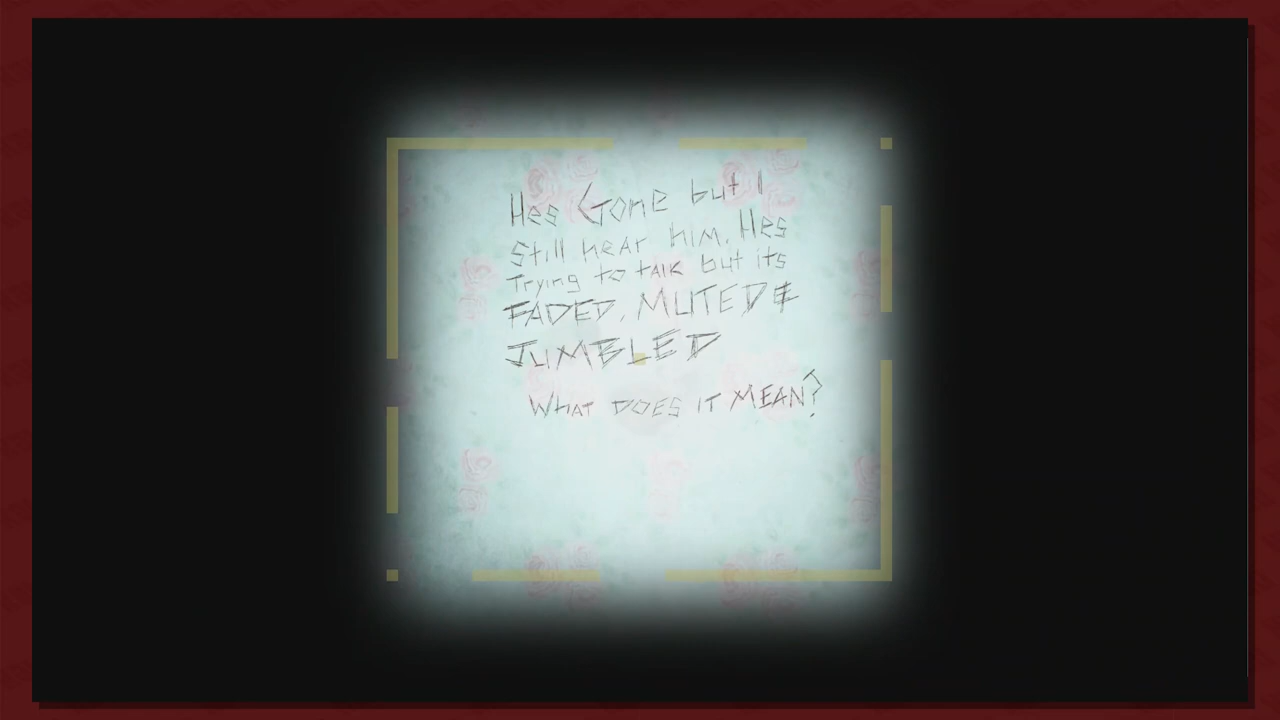 Hes Gone but I
Still hear him. Hes
Trying to talk but its
FADED, MUTED &
JUMBLED
WHAT DOES IT MEAN?